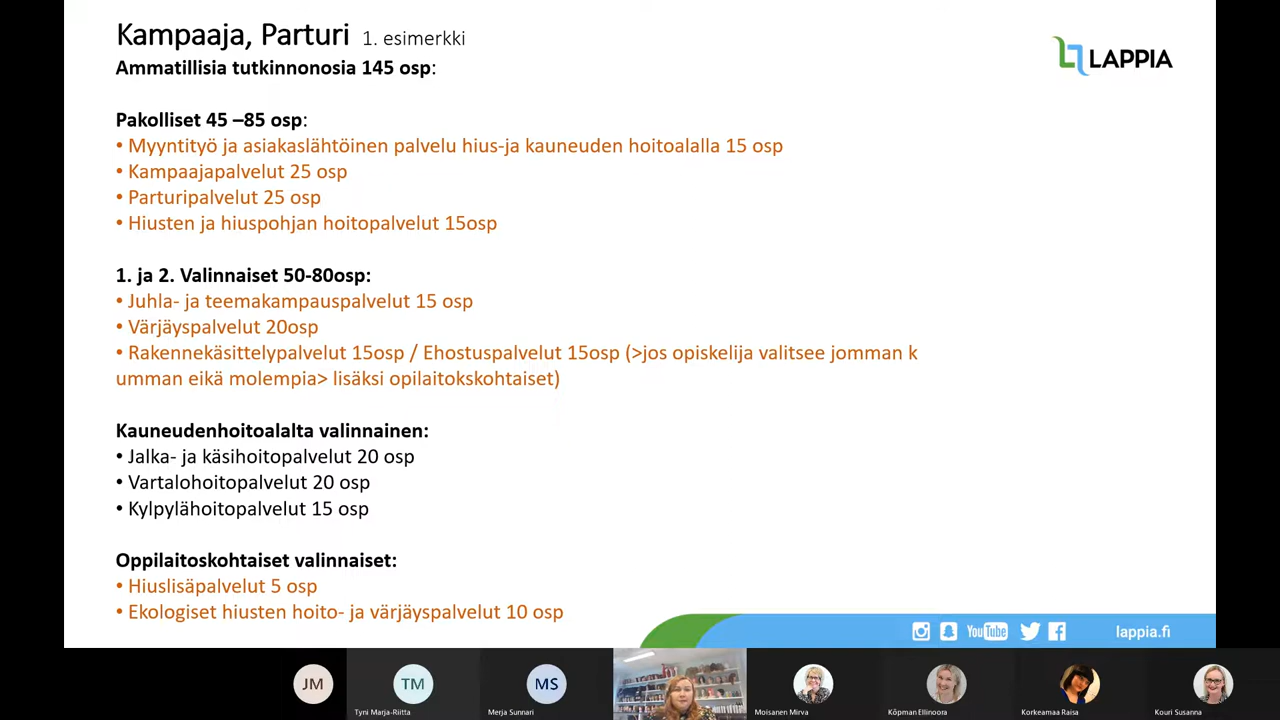 Kampaaja, Parturi 1. esimerkki
Ammatillisia tutkinnonosia 145 osp:
LAPPIA
Pakolliset 45 –85 osp:
• Myyntityö ja asiakaslähtöinen palvelu hius-ja kauneuden hoitoalalla 15 osp
• Kampaajapalvelut 25 osp
• Parturipalvelut 25 osp
• Hiusten ja hiuspohjan hoitopalvelut 15osp
1. ja 2. Valinnaiset 50-80osp:
• Juhla- ja teemakampauspalvelut 15 osp
• Värjäyspalvelut 20osp
• Rakennekäsittelypalvelut 15osp / Ehostuspalvelut 15osp (>jos opiskelija valitsee jomman k
umman eikä molempia> lisäksi opilaitokskohtaiset)
Kauneudenhoitoalalta valinnainen:
• Jalka- ja käsihoitopalvelut 20 osp
• Vartalohoitopalvelut 20 osp
• Kylpylähoitopalvelut 15 osp
Oppilaitoskohtaiset valinnaiset:
• Hiuslisäpalvelut 5 osp
• Ekologiset hiusten hoito- ja värjäyspalvelut 10 osp
YouTube
lappia.fi
JM
TM
MS
Tyni Marja-Riitta
Merja Sunnari
Moisanen Mirva
Köpman Ellinoora
Korkeamaa Raisa
Kouri Susanna